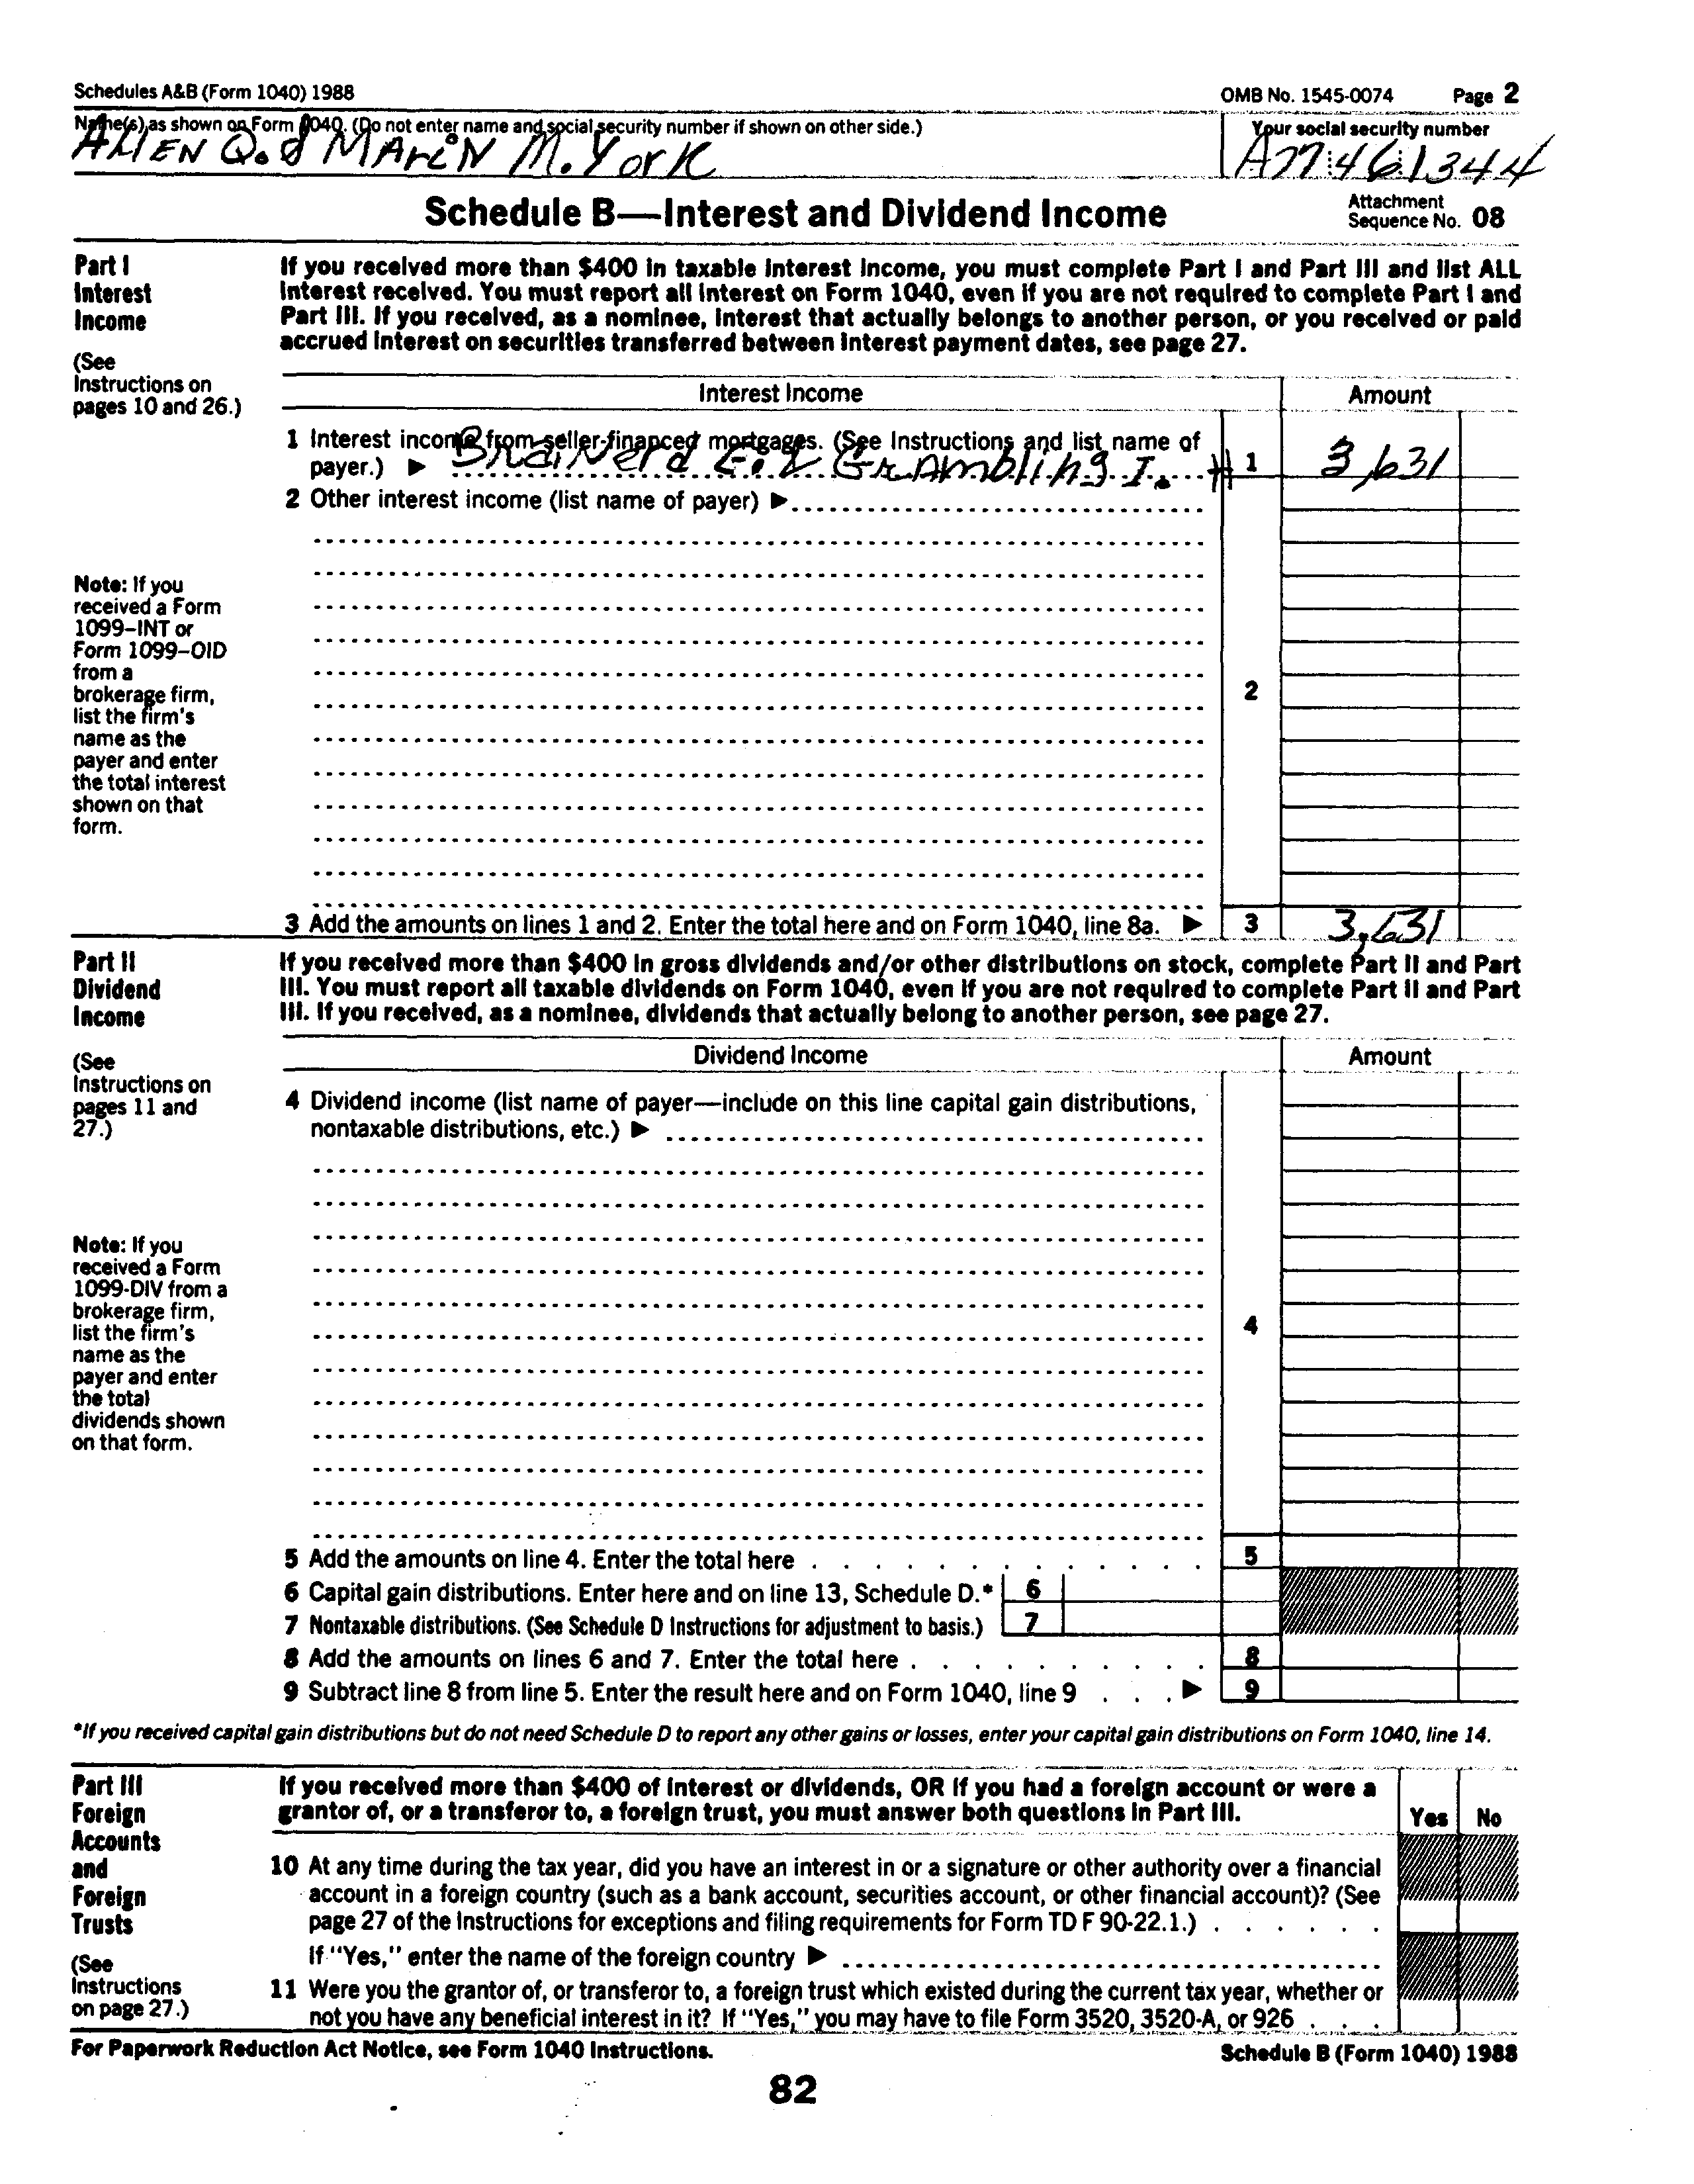 Schedules A&B (Form 1040) 1988 OMB No. 1545-0074 Page 2
Name(s) as shown on Form 1040. (Do not enter name and social security number if shown on other side.) Your social security number
Allen Q. & Marlin M. York
Schedule B—Interest and Dividend Income
Attachment
Sequence No. 08
Part I
Interest
Income
(See
Instructions on
pages 10 and 26.)
If you received more than $400 in taxable interest income, you must complete Part I and Part III and list ALL
interest received. You must report all interest on Form 1040, even if you are not required to complete Part I and
Part III. If you received, as a nominee, interest that actually belongs to another person, or you received or paid
accrued interest on securities transferred between interest payment dates, see page 27.
Interest Income Amount
1 Interest income from seller-financed mortgages. (See Instructions and list name of
payer.) ▶ Brainerd E. & Grambling I. 1 3,631
2 Other interest income (list name of payer) ▶
Note: If you
received a Form
1099–INT or
Form 1099–OID
from a
brokerage firm,
list the firm's
name as the
payer and enter
the total interest
shown on that
form.
2
3 Add the amounts on lines 1 and 2. Enter the total here and on Form 1040, line 8a. ▶ 3 3,631
Part II
Dividend
Income
(See
Instructions on
pages 11 and
27.)
If you received more than $400 in gross dividends and/or other distributions on stock, complete Part II and Part
III. You must report all taxable dividends on Form 1040, even if you are not required to complete Part II and Part
III. If you received, as a nominee, dividends that actually belong to another person, see page 27.
Dividend Income Amount
4 Dividend income (list name of payer—include on this line capital gain distributions,
nontaxable distributions, etc.) ▶
Note: If you
received a Form
1099-DIV from a
brokerage firm,
list the firm's
name as the
payer and enter
the total
dividends shown
on that form.
4
5 Add the amounts on line 4. Enter the total here 5
6 Capital gain distributions. Enter here and on line 13, Schedule D.* 6
7 Nontaxable distributions. (See Schedule D Instructions for adjustment to basis.) 7
8 Add the amounts on lines 6 and 7. Enter the total here 8
9 Subtract line 8 from line 5. Enter the result here and on Form 1040, line 9 ▶ 9
*If you received capital gain distributions but do not need Schedule D to report any other gains or losses, enter your capital gain distributions on Form 1040, line 14.
Part III
Foreign
Accounts
and
Foreign
Trusts
(See
Instructions
on page 27.)
If you received more than $400 of interest or dividends, OR if you had a foreign account or were a
grantor of, or a transferor to, a foreign trust, you must answer both questions in Part III. Yes No
10 At any time during the tax year, did you have an interest in or a signature or other authority over a financial
account in a foreign country (such as a bank account, securities account, or other financial account)? (See
page 27 of the Instructions for exceptions and filing requirements for Form TD F 90-22.1.)
If "Yes," enter the name of the foreign country ▶
11 Were you the grantor of, or transferor to, a foreign trust which existed during the current tax year, whether or
not you have any beneficial interest in it? If "Yes," you may have to file Form 3520, 3520-A, or 926
For Paperwork Reduction Act Notice, see Form 1040 Instructions. Schedule B (Form 1040) 1988
82